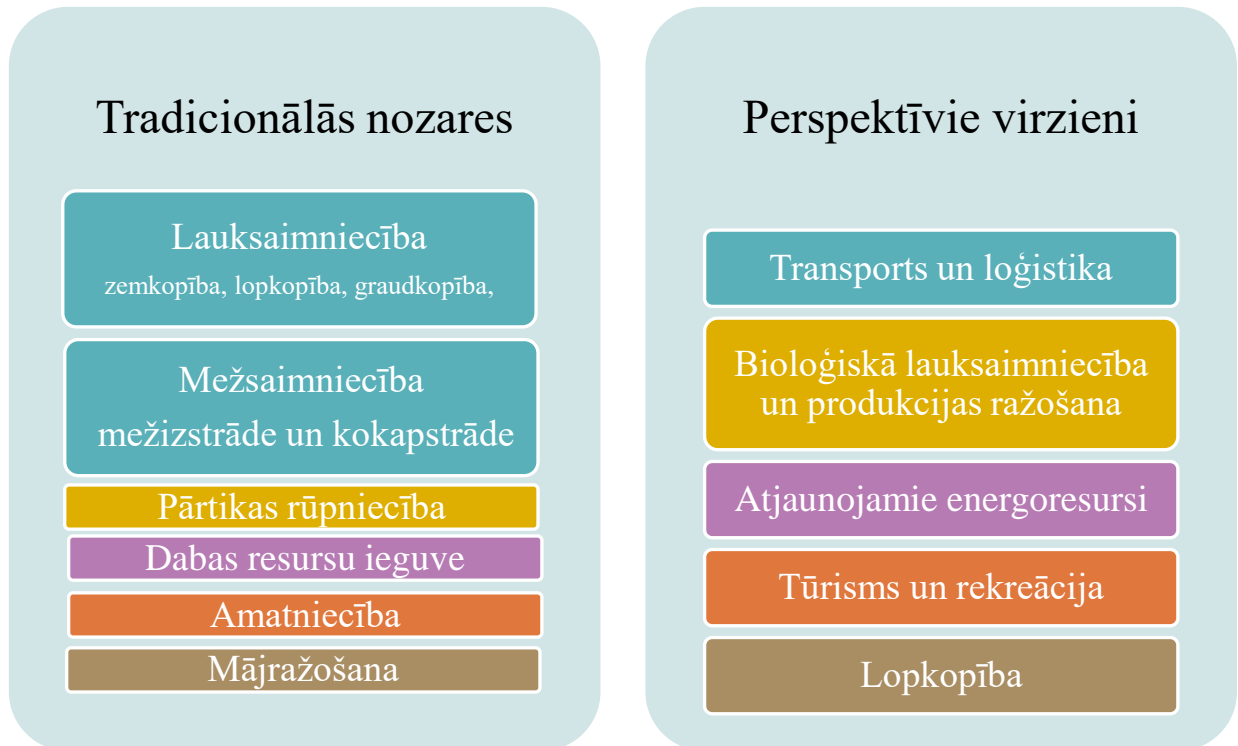 Tradicionālās nozares
Lauksaimniecība
zemkopība, lopkopība, graudkopība,
Mežsaimniecība
mežizstrāde un kokapstrāde
Pārtikas rūpniecība
Dabas resursu ieguve
Amatniecība
Mājražošana
Perspektīvie virzieni
Transports un loģistika
Bioloģiskā lauksaimniecība
un produkcijas ražošana
Atjaunojamie energoresursi
Tūrisms un rekreācija
Lopkopība